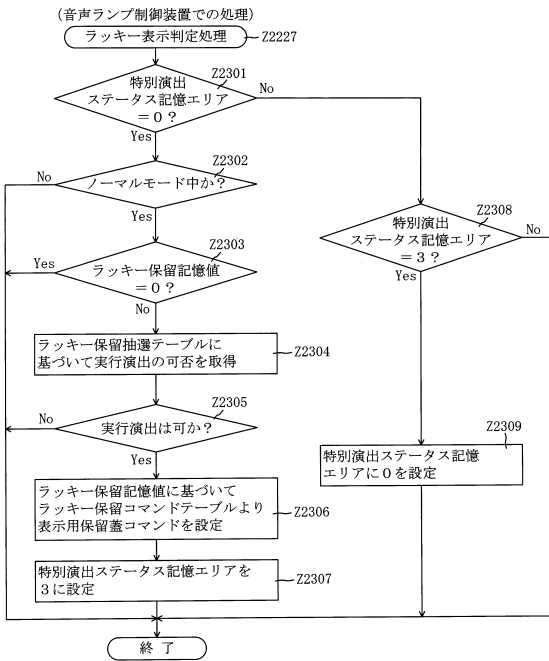 (音声ランプ制御装置での処理)
ラッキー表示判定処理
Z2227
Z2301
特別演出
ステータス記憶エリア
=0?
No
Yes
Z2302
ノーマルモード中か?
No
Yes
Z2303
ラッキー保留記憶値
=0?
Yes
No
ラッキー保留抽選テーブルに
基づいて実行演出の可否を取得
Z2304
Z2305
実行演出は可か?
No
Yes
ラッキー保留記憶値に基づいて
ラッキー保留コマンドテーブルより
表示用保留蓋コマンドを設定
Z2306
特別演出ステータス記憶エリアを
3に設定
Z2307
Z2308
特別演出
ステータス記憶エリア
=3?
No
Yes
Z2309
特別演出ステータス記憶
エリアに0を設定
終了